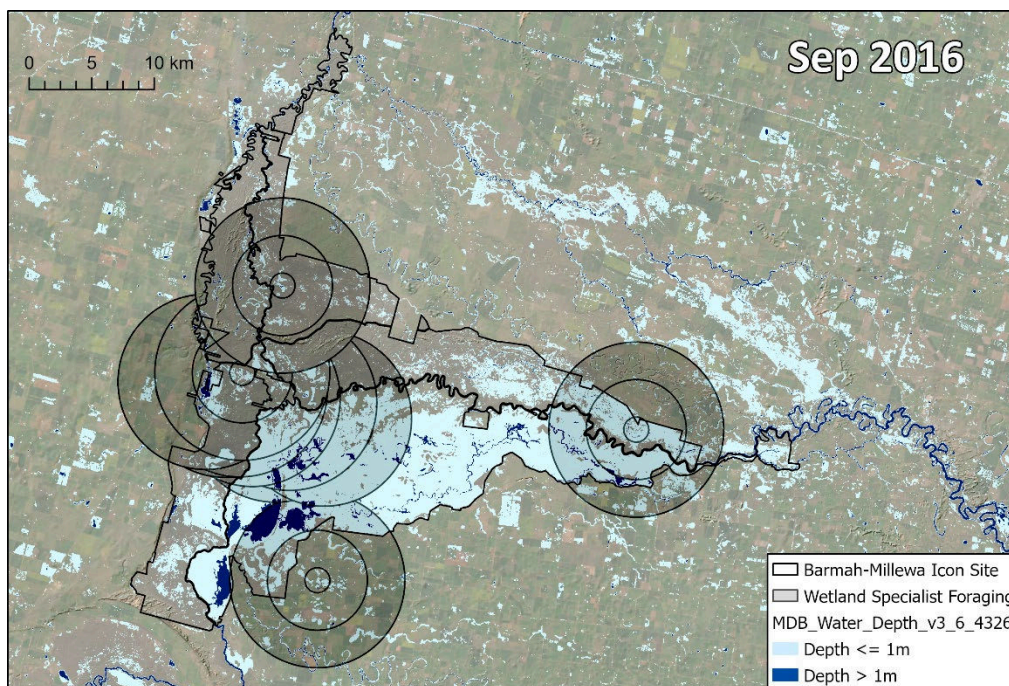 Sep 2016
0 5 10 km
Barmah-Millewa Icon Site
Wetland Specialist Foraging
MDB_Water_Depth_v3_6_4326
Depth <= 1m
Depth > 1m